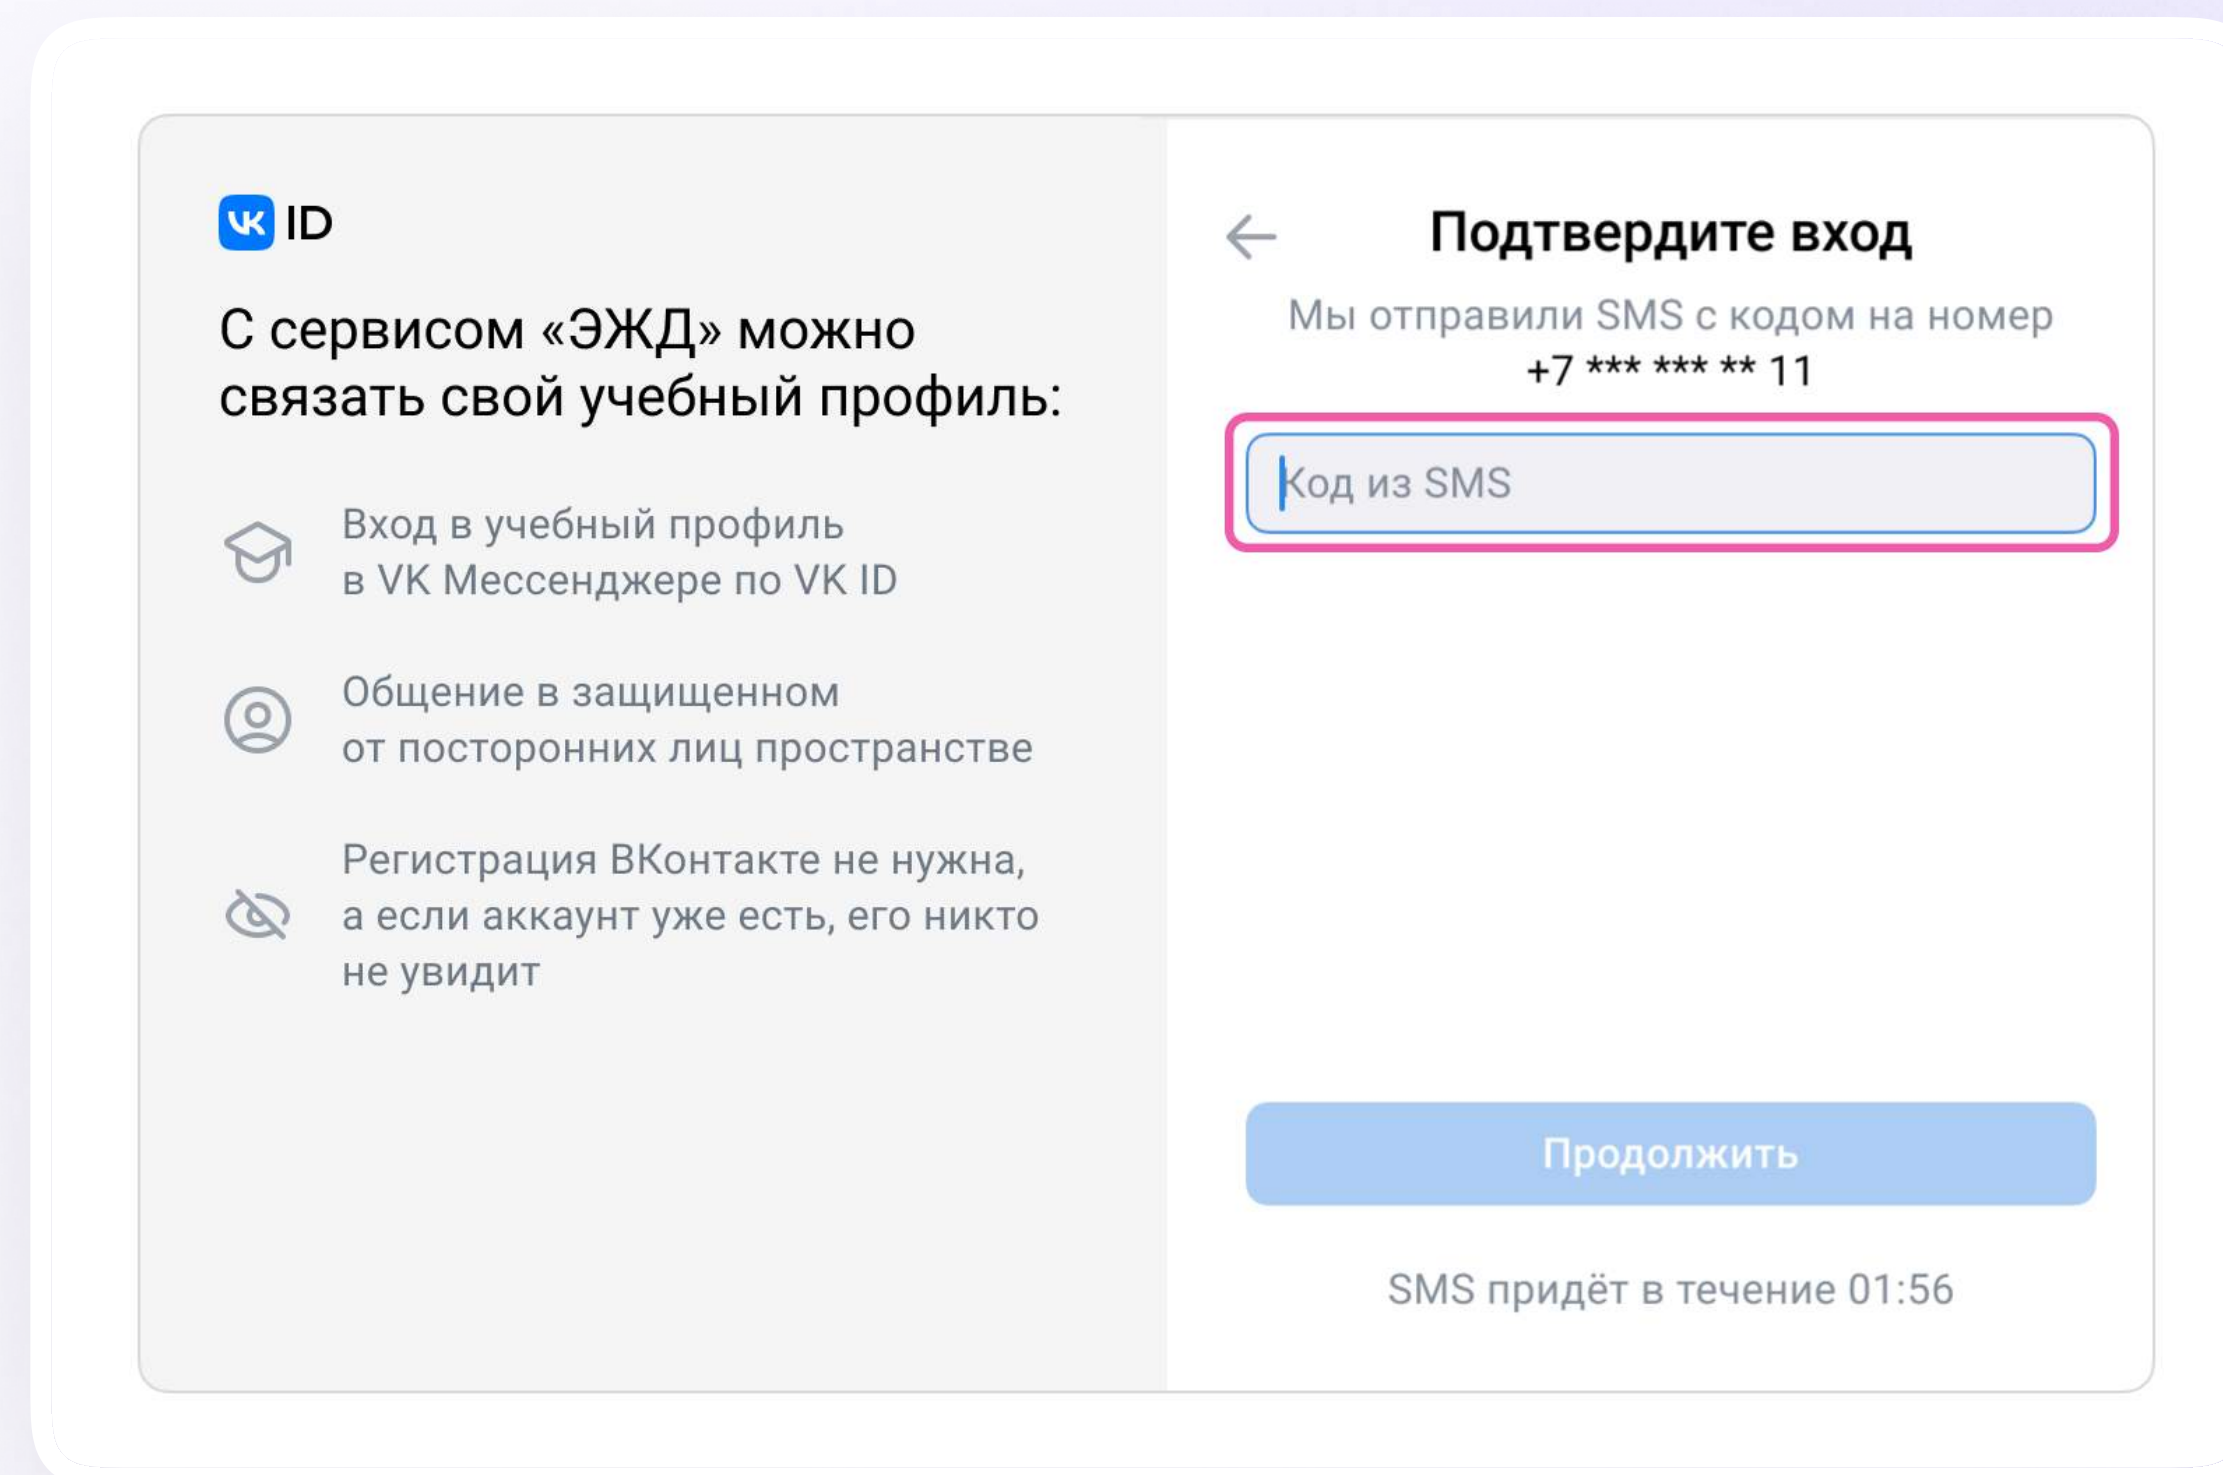 VK ID
С сервисом «ЭЖД» можно
связать свой учебный профиль:
Вход в учебный профиль
в VK Мессенджере по VK ID
Общение в защищенном
от посторонних лиц пространстве
Регистрация ВКонтакте не нужна,
а если аккаунт уже есть, его никто
не увидит
Подтвердите вход
Мы отправили SMS с кодом на номер
+7 *** *** ** 11
Код из SMS
Продолжить
SMS придёт в течение 01:56